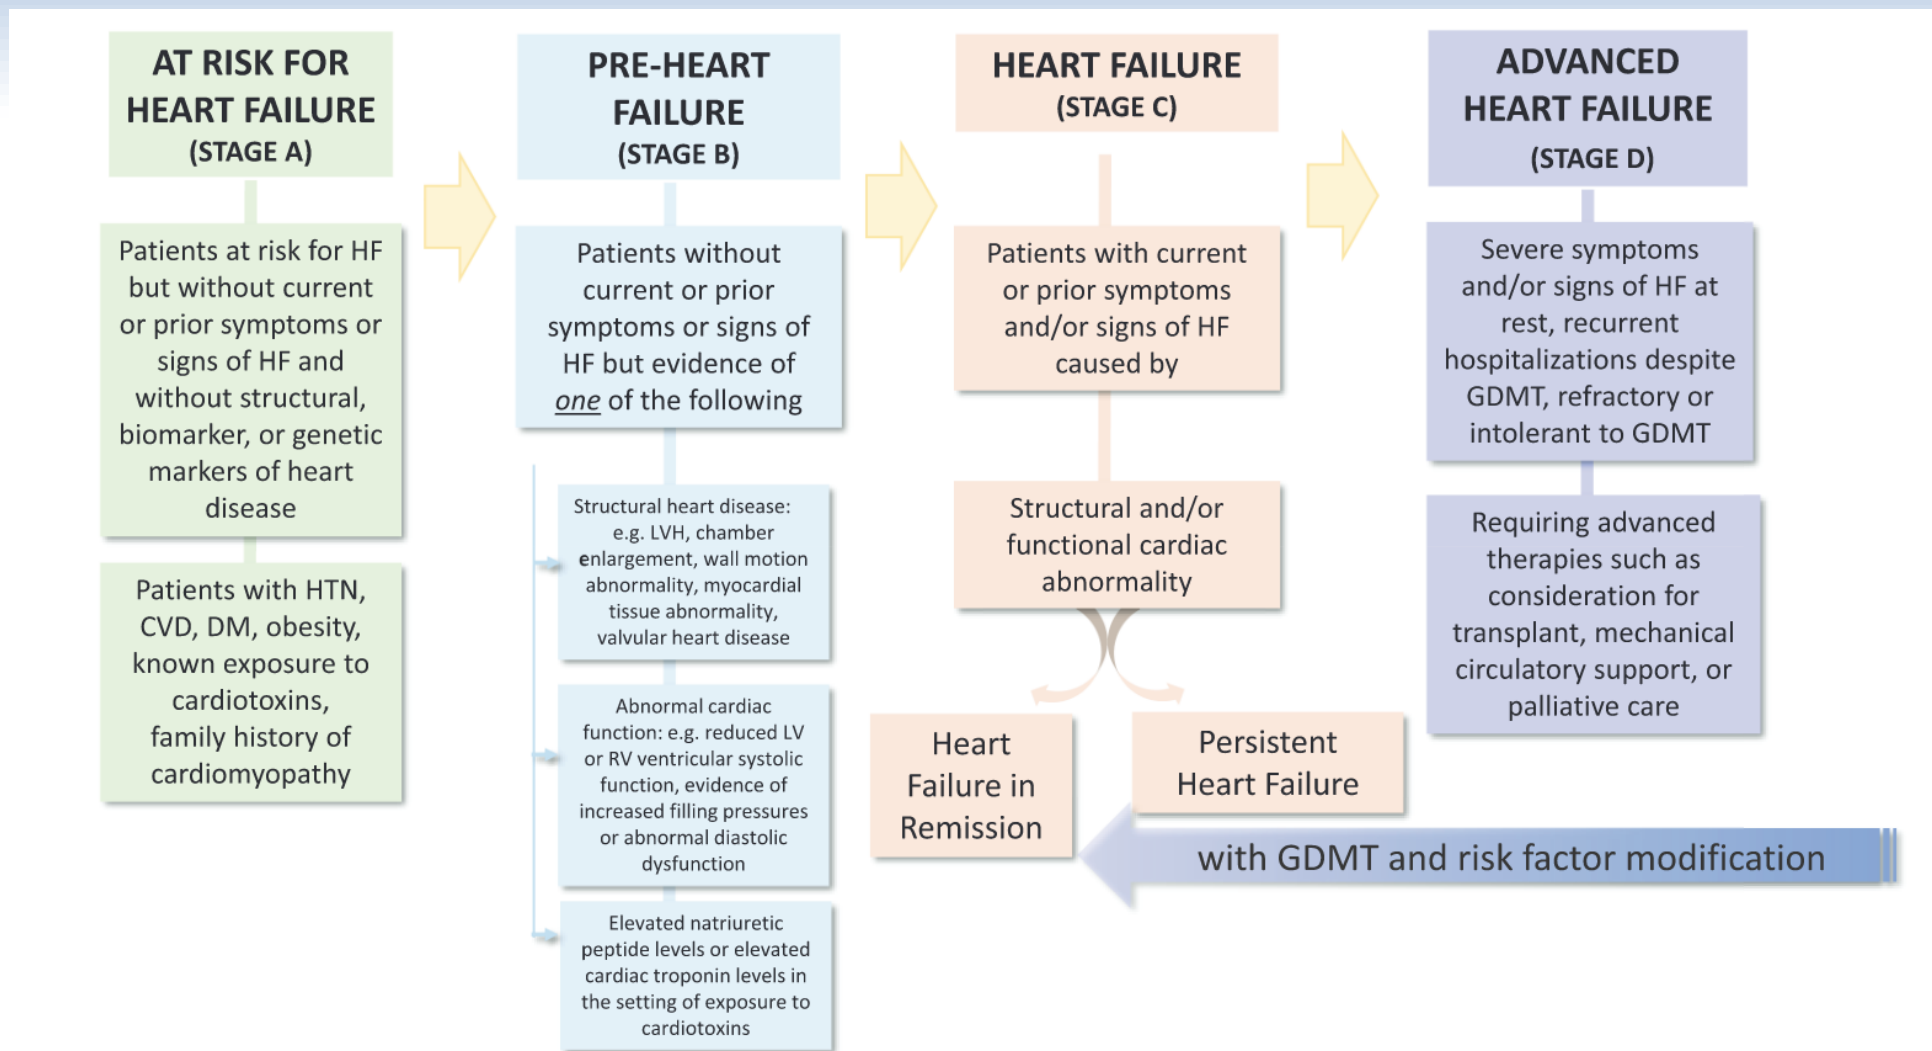 AT RISK FOR
HEART FAILURE
(STAGE A)
Patients at risk for HF
but without current
or prior symptoms or
signs of HF and
without structural,
biomarker, or genetic
markers of heart
disease
Patients with HTN,
CVD, DM, obesity,
known exposure to
cardiotoxins,
family history of
cardiomyopathy
PRE-HEART
FAILURE
(STAGE B)
Patients without
current or prior
symptoms or signs of
HF but evidence of
one of the following
Structural heart disease:
e.g. LVH, chamber
enlargement, wall motion
abnormality, myocardial
tissue abnormality,
valvular heart disease
Abnormal cardiac
function: e.g. reduced LV
or RV ventricular systolic
function, evidence of
increased filling pressures
or abnormal diastolic
dysfunction
Elevated natriuretic
peptide levels or elevated
cardiac troponin levels in
the setting of exposure to
cardiotoxins
HEART FAILURE
(STAGE C)
Patients with current
or prior symptoms
and/or signs of HF
caused by
Structural and/or
functional cardiac
abnormality
Heart
Failure in
Remission
Persistent
Heart Failure
ADVANCED
HEART FAILURE
(STAGE D)
Severe symptoms
and/or signs of HF at
rest, recurrent
hospitalizations despite
GDMT, refractory or
intolerant to GDMT
Requiring advanced
therapies such as
consideration for
transplant, mechanical
circulatory support, or
palliative care
with GDMT and risk factor modification